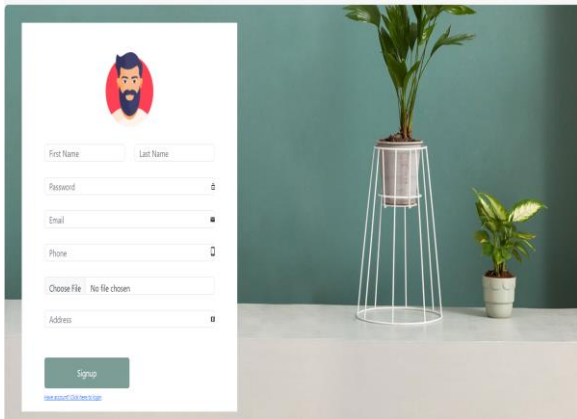 First Name Last Name
Password
Email
Phone
Choose File No file chosen
Address
Signup
Have account? Click here to login